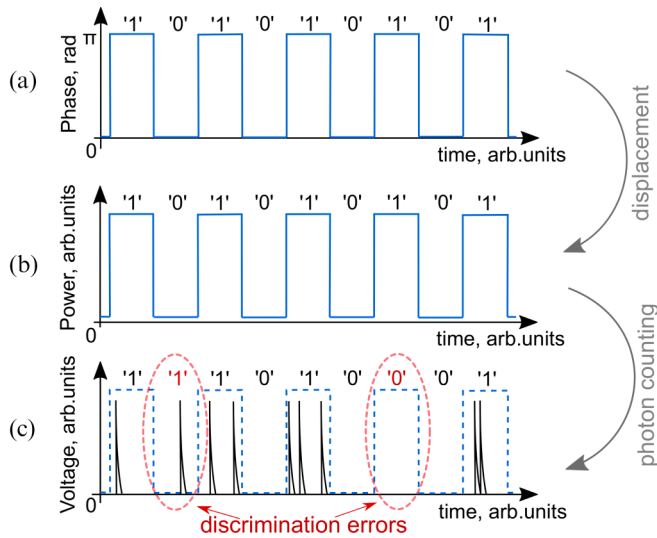 '1' '0' '1' '0' '1' '0' '1' '0' '1'
π
(a)
Phase, rad
0
time, arb.units
displacement
'1' '0' '1' '0' '1' '0' '1' '0' '1'
(b)
Power, arb.units
0
time, arb.units
photon counting
'1' '1' '1' '0' '1' '0' '0' '0' '1'
(c)
Voltage, arb.units
0
discrimination errors
time, arb.units